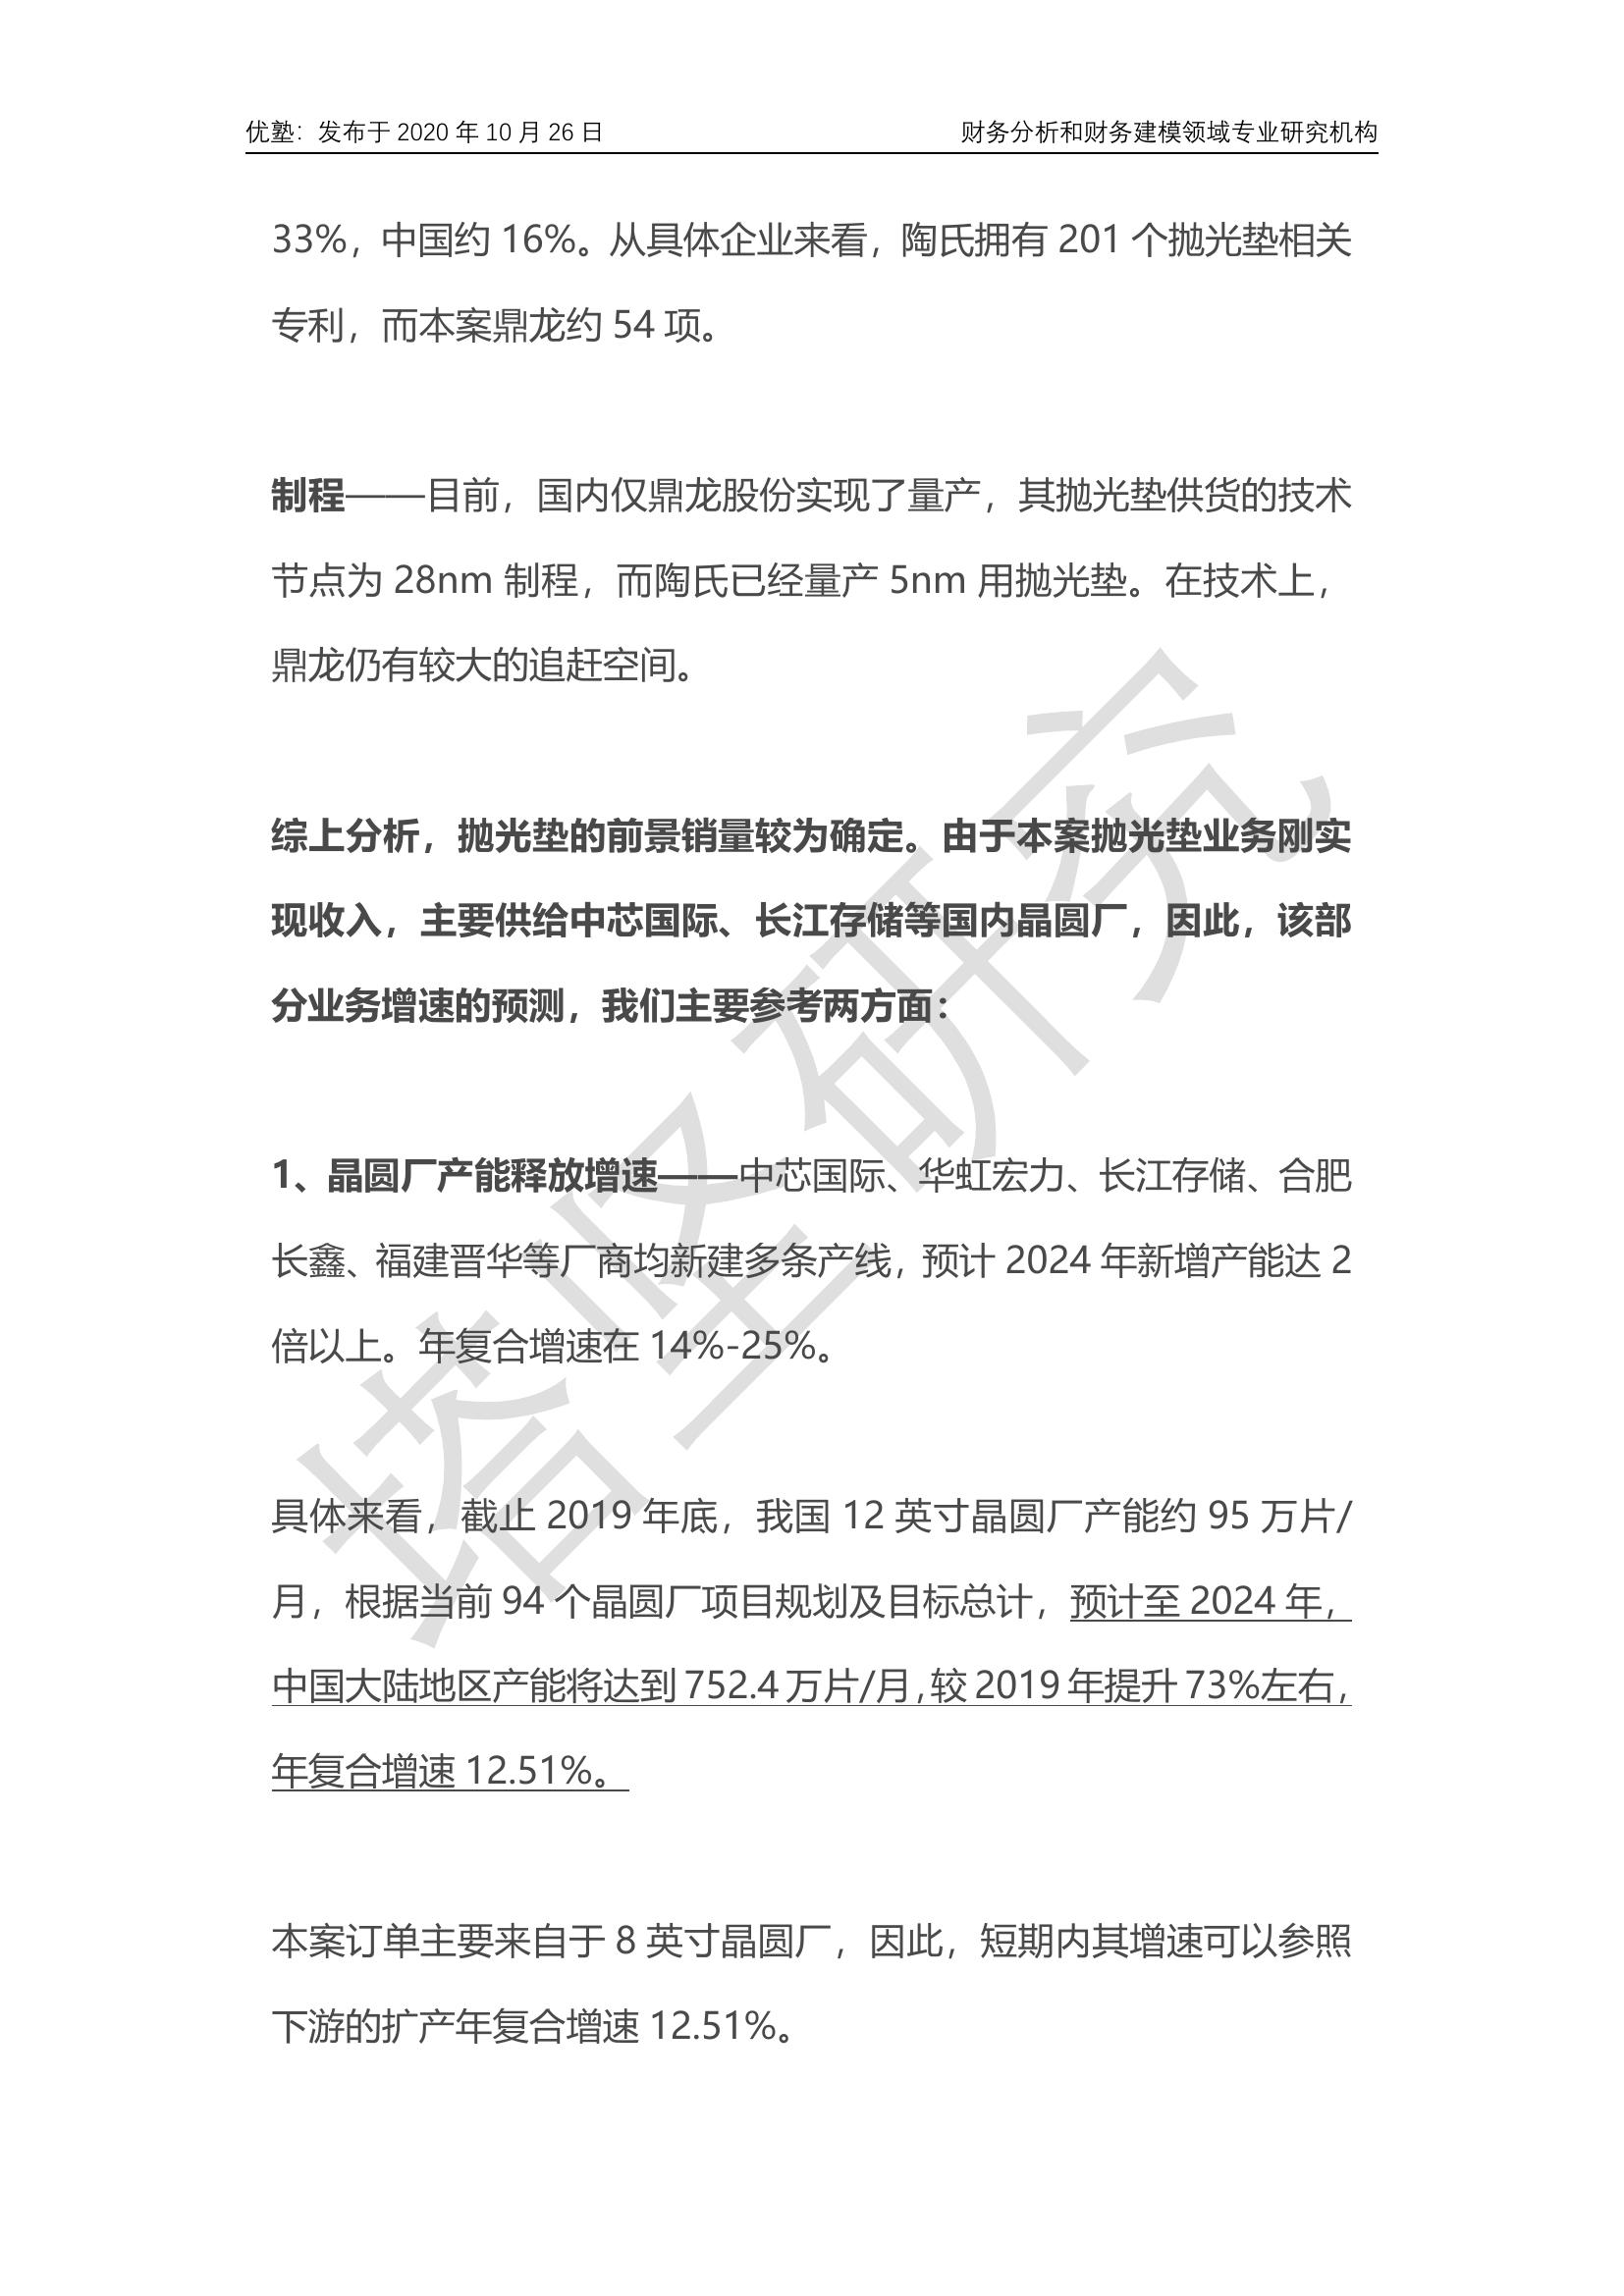 优塾：发布于 2020 年 10 月 26 日 财务分析和财务建模领域专业研究机构
33%，中国约 16%。从具体企业来看，陶氏拥有 201 个抛光垫相关
专利，而本案鼎龙约 54 项。
制程——目前，国内仅鼎龙股份实现了量产，其抛光垫供货的技术
节点为 28nm 制程，而陶氏已经量产 5nm 用抛光垫。在技术上，
鼎龙仍有较大的追赶空间。
综上分析，抛光垫的前景销量较为确定。由于本案抛光垫业务刚实
现收入，主要供给中芯国际、长江存储等国内晶圆厂，因此，该部
分业务增速的预测，我们主要参考两方面：
1、晶圆厂产能释放增速——中芯国际、华虹宏力、长江存储、合肥
长鑫、福建晋华等厂商均新建多条产线，预计 2024 年新增产能达 2
倍以上。年复合增速在 14%-25%。
具体来看，截止 2019 年底，我国 12 英寸晶圆厂产能约 95 万片/
月，根据当前 94 个晶圆厂项目规划及目标总计，预计至 2024 年，
中国大陆地区产能将达到 752.4 万片/月，较 2019 年提升 73%左右，
年复合增速 12.51%。
本案订单主要来自于 8 英寸晶圆厂，因此，短期内其增速可以参照
下游的扩产年复合增速 12.51%。
塔坚研究